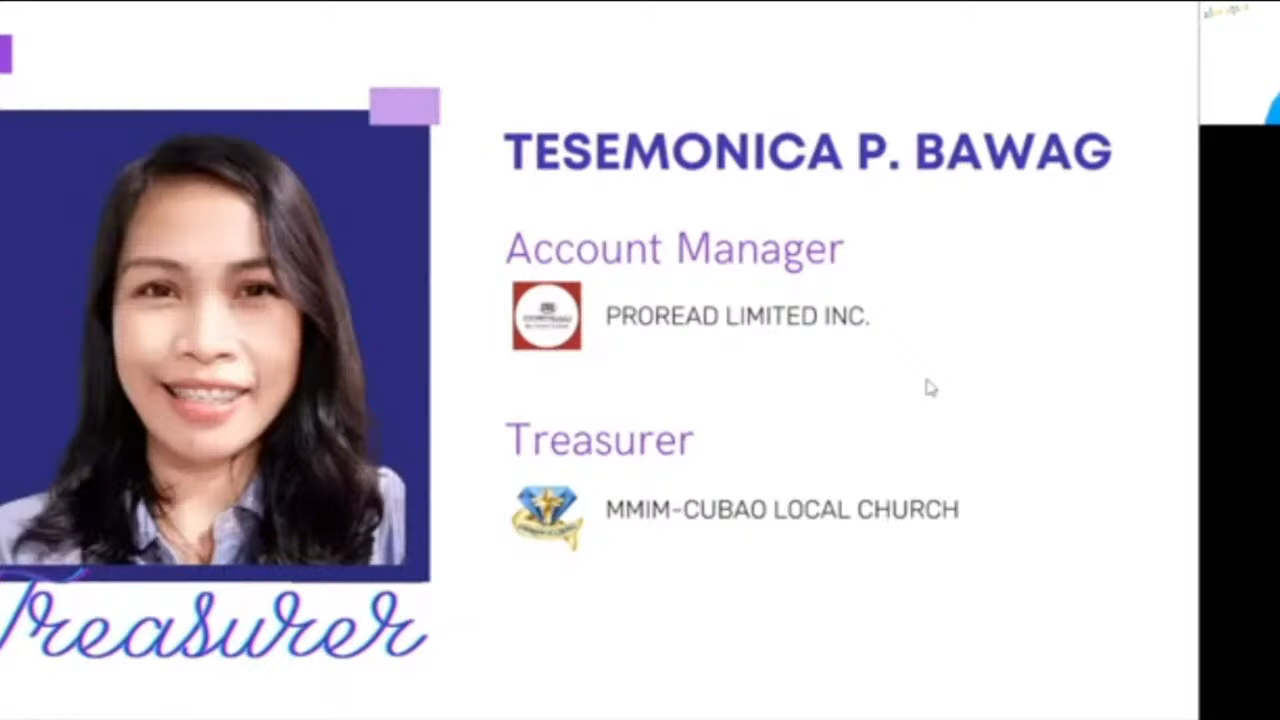 TESEMONICA P. BAWAG
Account Manager
PROREAD LIMITED INC.
Treasurer
MMIM-CUBAO LOCAL CHURCH
Treasurer